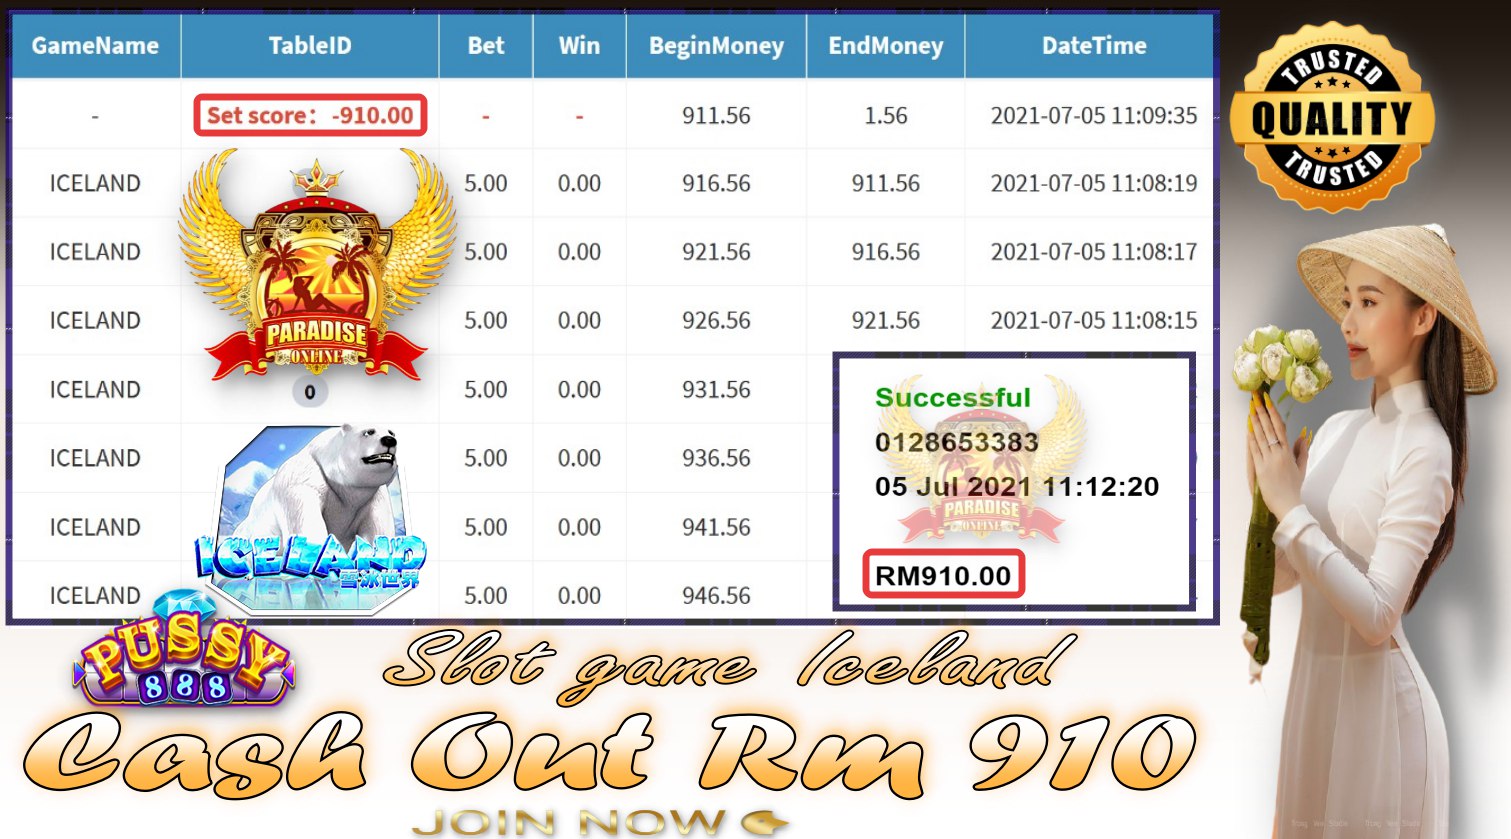 GameName TableID Bet Win BeginMoney EndMoney DateTime
- Set score: -910.00 - - 911.56 1.56 2021-07-05 11:09:35
ICELAND 5.00 0.00 916.56 911.56 2021-07-05 11:08:19
ICELAND 5.00 0.00 921.56 916.56 2021-07-05 11:08:17
ICELAND 5.00 0.00 926.56 921.56 2021-07-05 11:08:15
ICELAND 0 5.00 0.00 931.56
ICELAND 5.00 0.00 936.56
ICELAND 5.00 0.00 941.56
ICELAND 5.00 0.00 946.56
PARADISE
ONLINE
ICELAND
雪冰世界
Successful
0128653383
05 Jul 2021 11:12:20
PARADISE
ONLINE
RM910.00
TRUSTED
QUALITY
TRUSTED
PUSSY
888
Slot game Iceland
Cash Out Rm 910
JOIN NOW